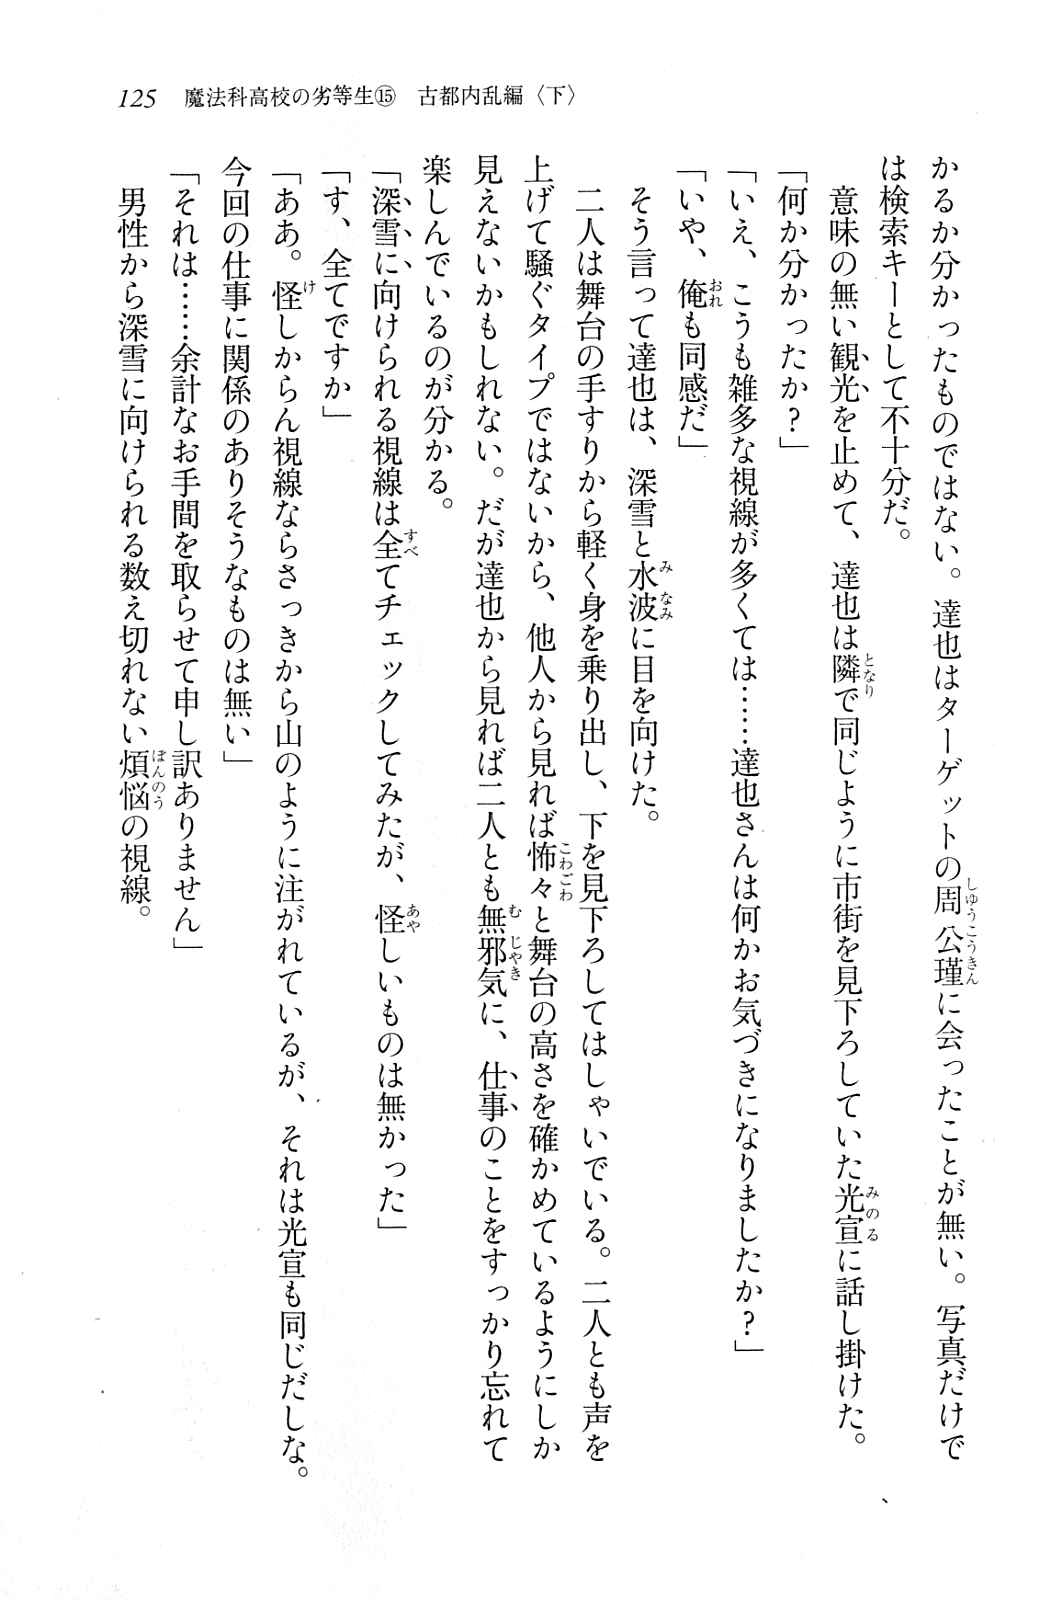 125　魔法科高校の劣等生⑮　古都内乱編〈下〉
かるか分かったものではない。達也はターゲットの周公瑾に会ったことが無い。写真だけで
は検索キーとして不十分だ。
　意味の無い観光を止めて、達也は隣で同じように市街を見下ろしていた光宣に話し掛けた。
「何か分かったか？」
「いえ、こうも雑多な視線が多くては……達也さんは何かお気づきになりましたか？」
「いや、俺も同感だ」
　そう言って達也は、深雪と水波に目を向けた。
　二人は舞台の手すりから軽く身を乗り出し、下を見下ろしてはしゃいでいる。二人とも声を
上げて騒ぐタイプではないから、他人から見れば怖々と舞台の高さを確かめているようにしか
見えないかもしれない。だが達也から見れば二人とも無邪気に、仕事のことをすっかり忘れて
楽しんでいるのが分かる。
「深雪に向けられる視線は全てチェックしてみたが、怪しいものは無かった」
「す、全てですか」
「ああ。怪しからん視線ならさっきから山のように注がれているが、それは光宣も同じだしな。
今回の仕事に関係のありそうなものは無い」
「それは……余計なお手間を取らせて申し訳ありません」
　男性から深雪に向けられる数え切れない煩悩の視線。